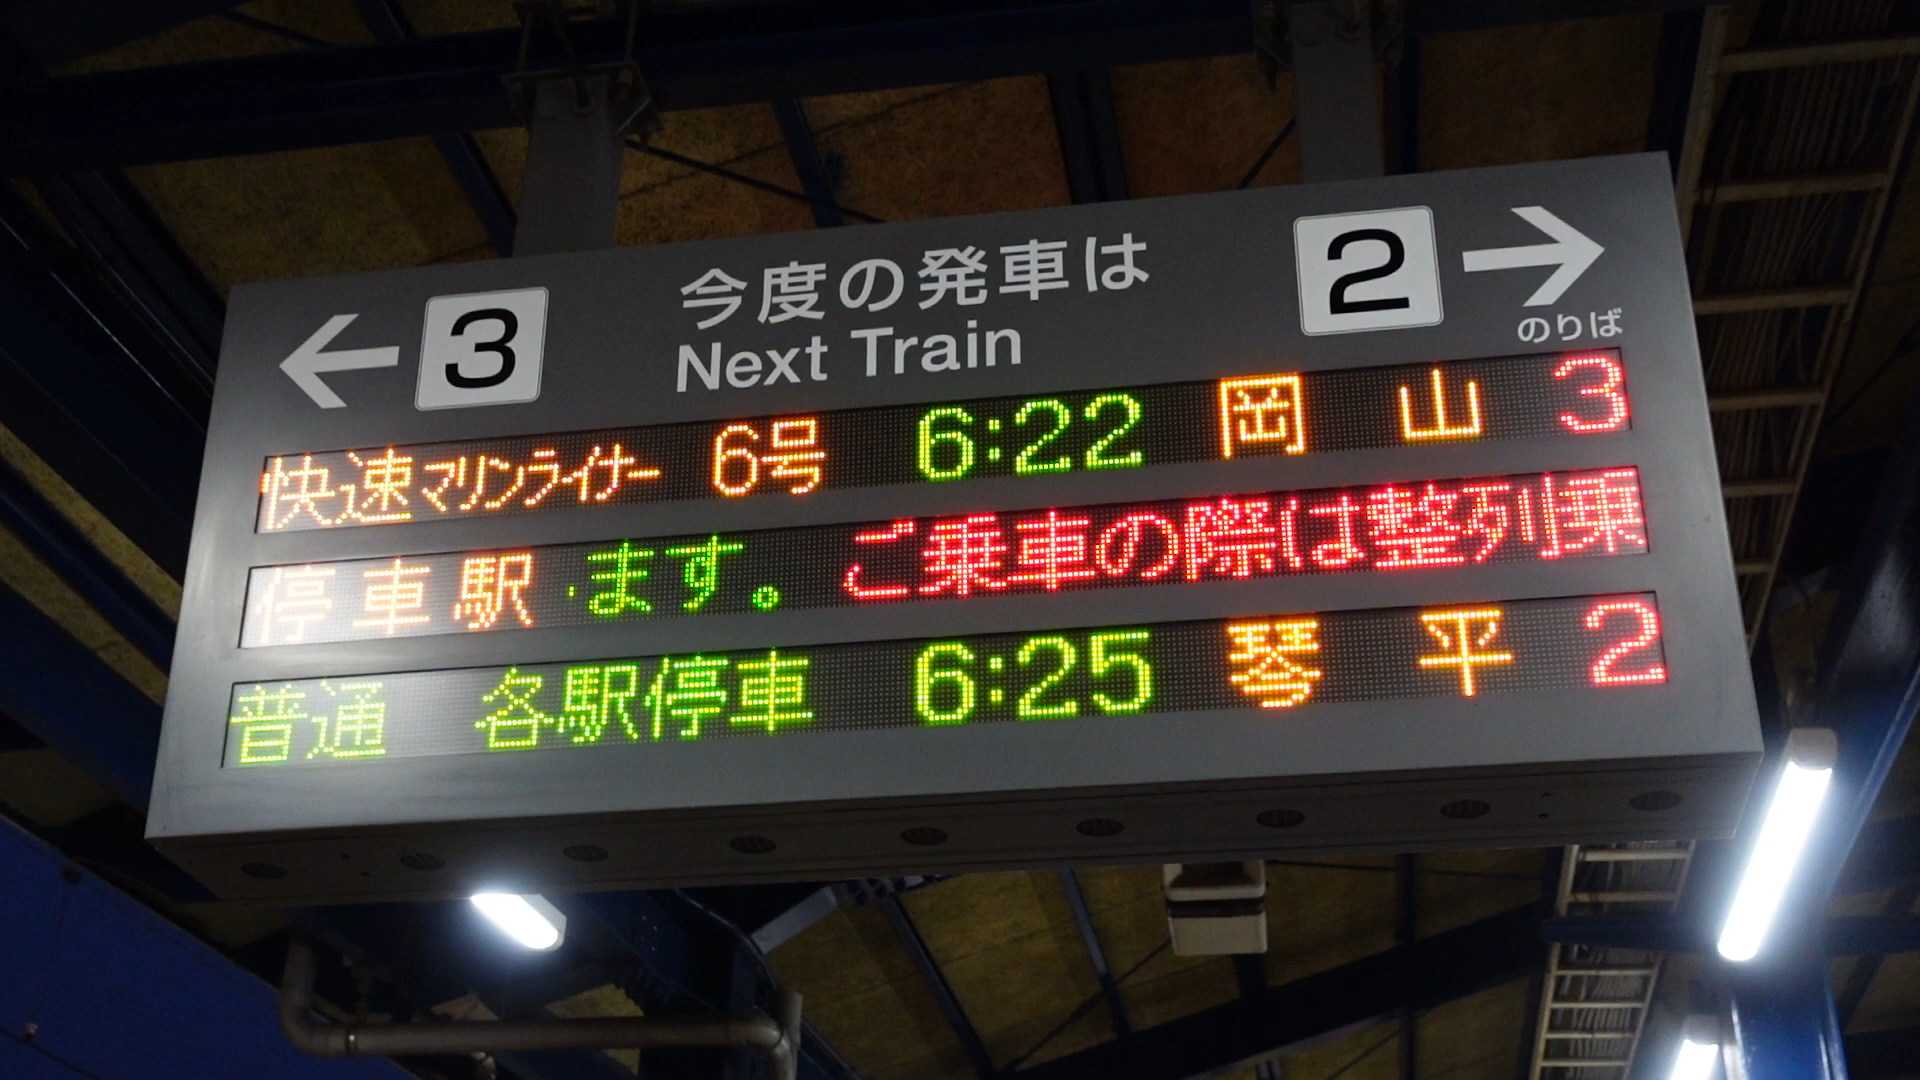 3 今度の発車は 2
Next Train
のりば
快速マリンライナー 6号 6:22 岡山 3
停車駅 ます。 ご乗車の際は整列乗
普通 各駅停車 6:25 琴平 2